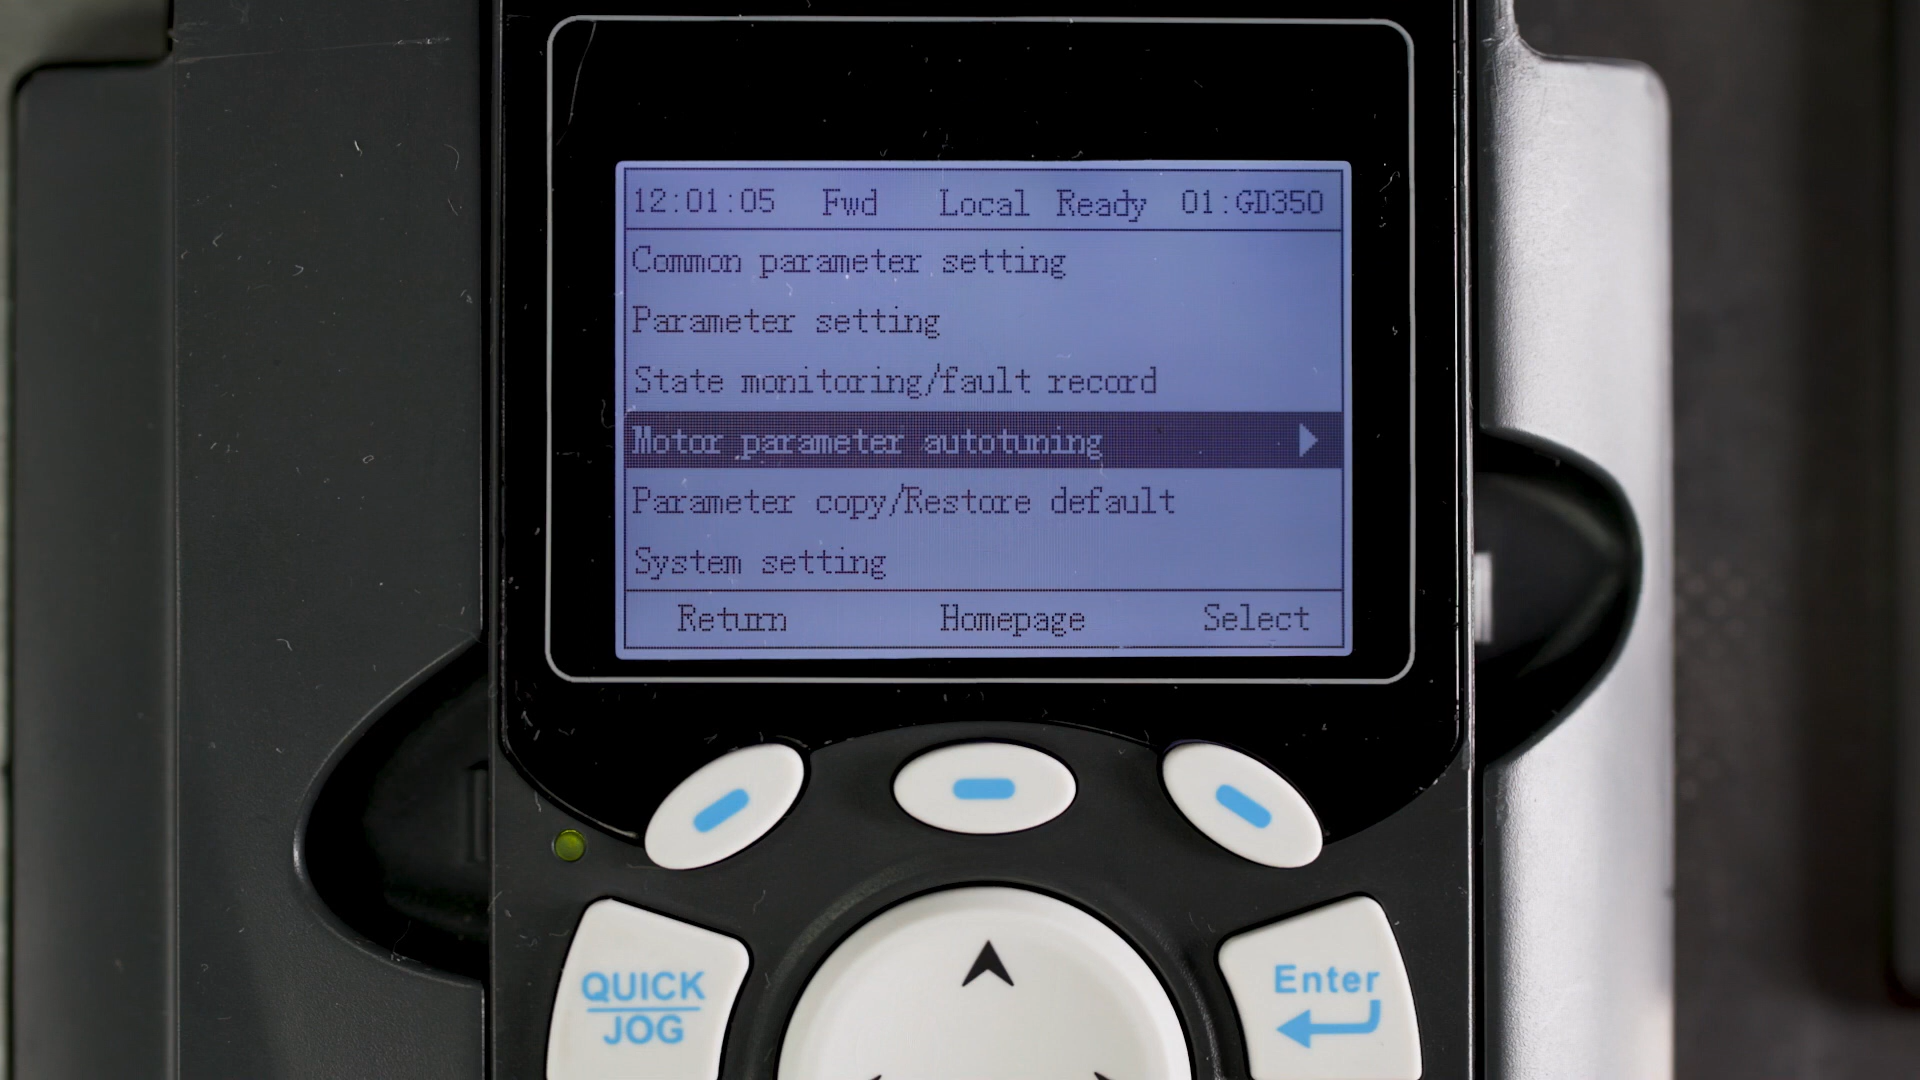 12:01:05 Fwd Local Ready 01:GD350
Common parameter setting
Parameter setting
State monitoring/fault record
Motor parameter autotuning
Parameter copy/Restore default
System setting
Return Homepage Select
QUICK
JOG
Enter